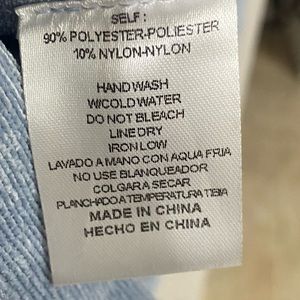 SELF:
90% POLYESTER-POLIESTER
10% NYLON-NYLON
HAND WASH
W/COLD WATER
DO NOT BLEACH
LINE DRY
IRON LOW
LAVADO A MANO CON AQUA FRIA
NO USE BLANQUEADOR
COLGAR A SECAR
PLANCHADO A TEMPERATURA TIBIA
MADE IN CHINA
HECHO EN CHINA